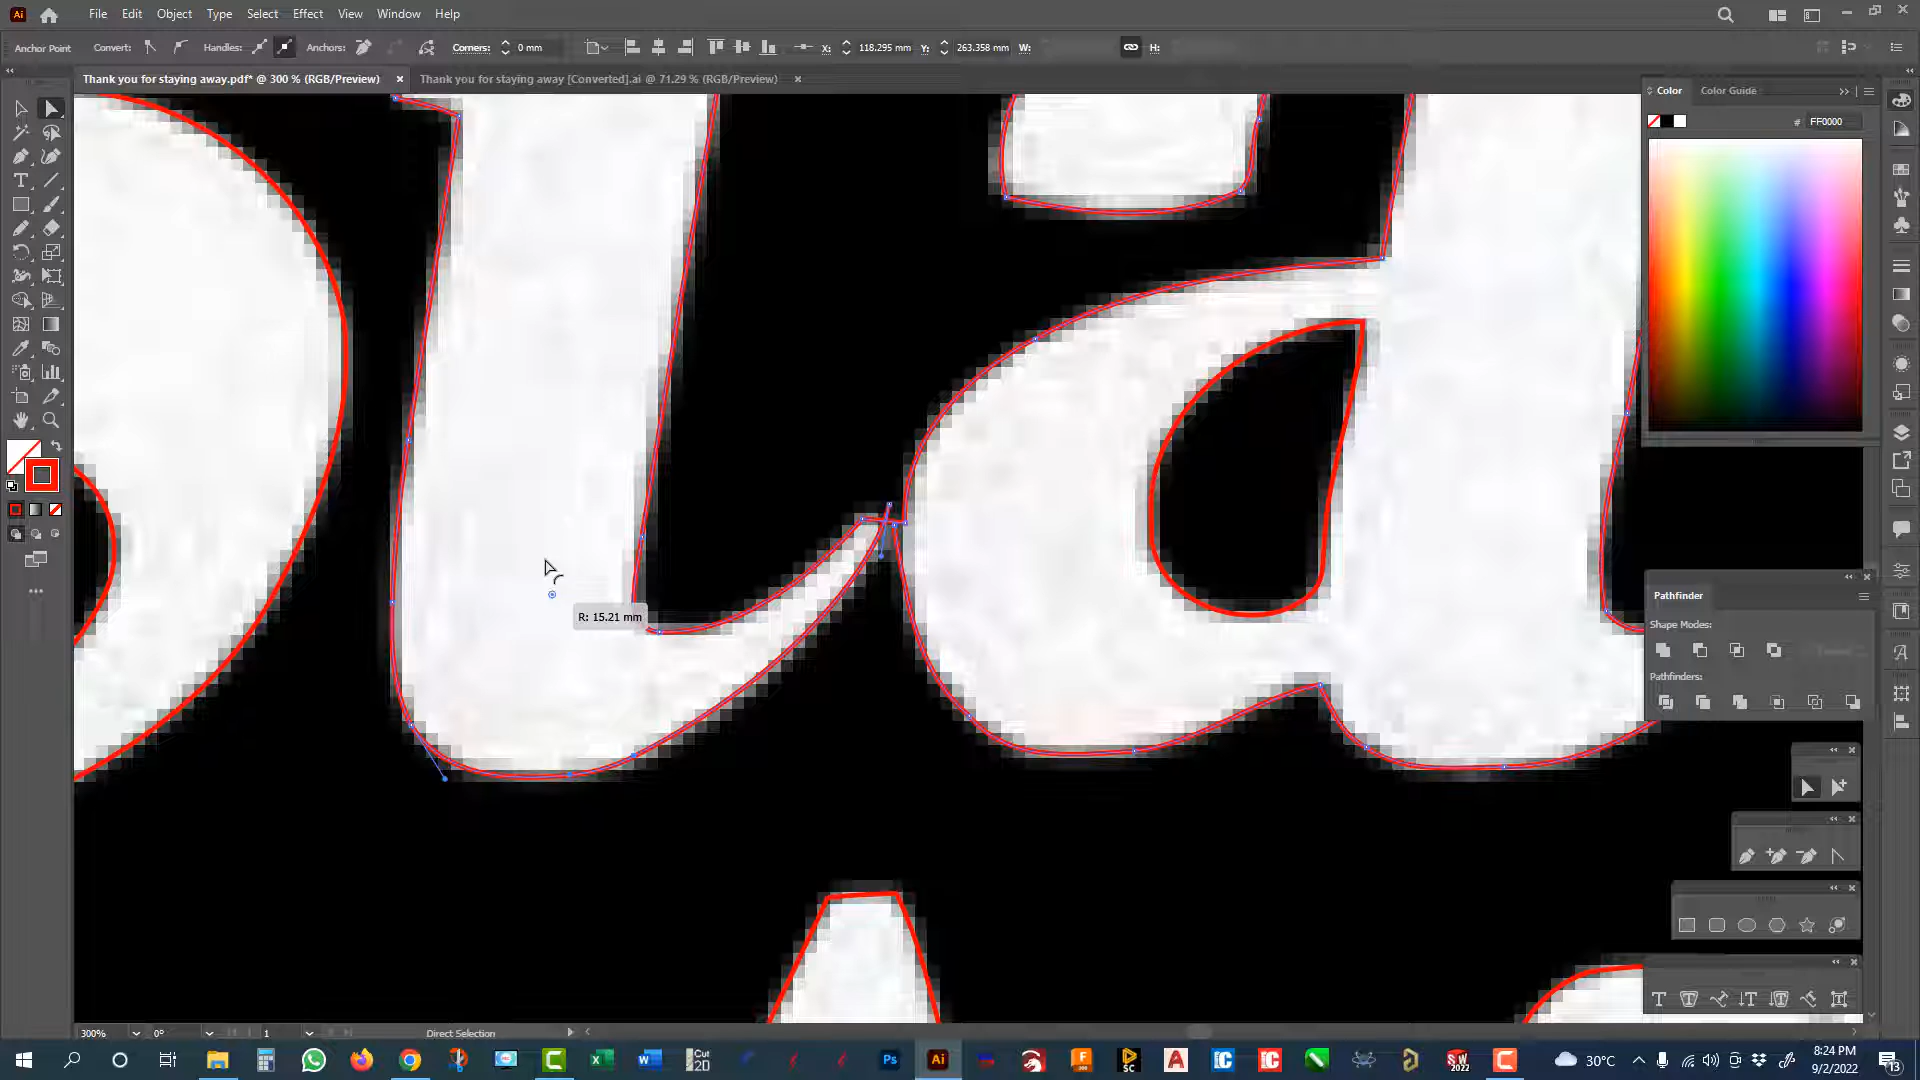 Ai File Edit Object Type Select Effect View Window Help
Anchor Point Convert: Handles: Anchors: Corners: 0 mm X: 118.295 mm Y: 263.358 mm W: H:
Thank you for staying away.pdf* @ 300 % (RGB/Preview) × Thank you for staying away [Converted].ai @ 71.29 % (RGB/Preview) ×
Color Color Guide
# FF0000
R: 15.21 mm
Pathfinder
Shape Modes:
Pathfinders:
300% 0° 1 Direct Selection
30°C 8:24 PM
9/2/2022